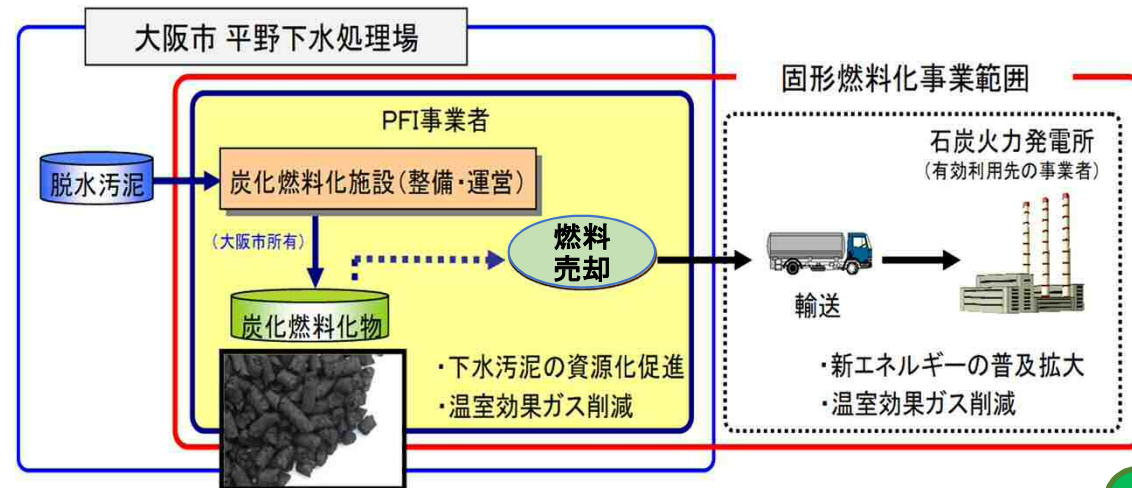 大阪市 平野下水処理場
固形燃料化事業範囲
PFI事業者
石炭火力発電所
(有効利用先の事業者)
脱水汚泥
炭化燃料化施設(整備・運営)
(大阪市所有)
燃料
売却
炭化燃料化物
輸送
・下水汚泥の資源化促進
・温室効果ガス削減
・新エネルギーの普及拡大
・温室効果ガス削減